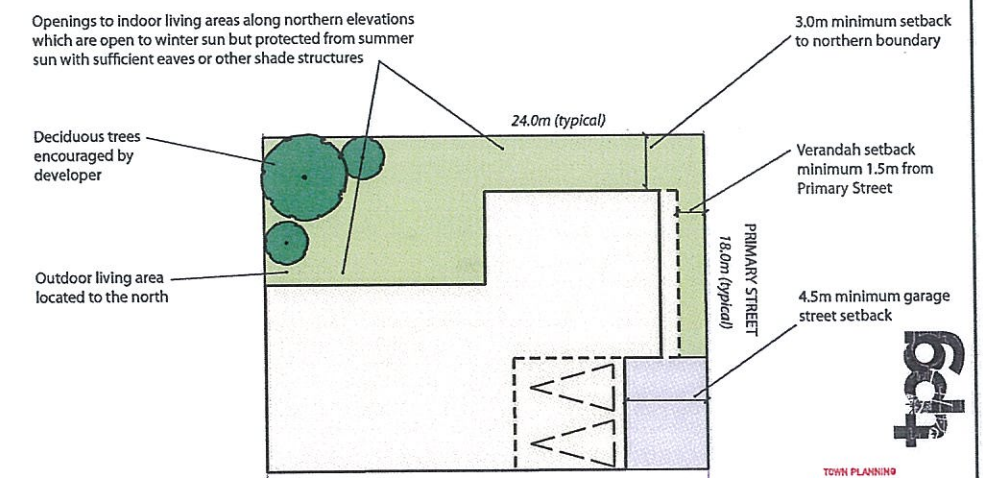 Openings to indoor living areas along northern elevations
which are open to winter sun but protected from summer
sun with sufficient eaves or other shade structures
3.0m minimum setback
to northern boundary
24.0m (typical)
Deciduous trees
encouraged by
developer
Verandah setback
minimum 1.5m from
Primary Street
PRIMARY STREET
18.0m (typical)
Outdoor living area
located to the north
4.5m minimum garage
street setback
TOWN PLANNING